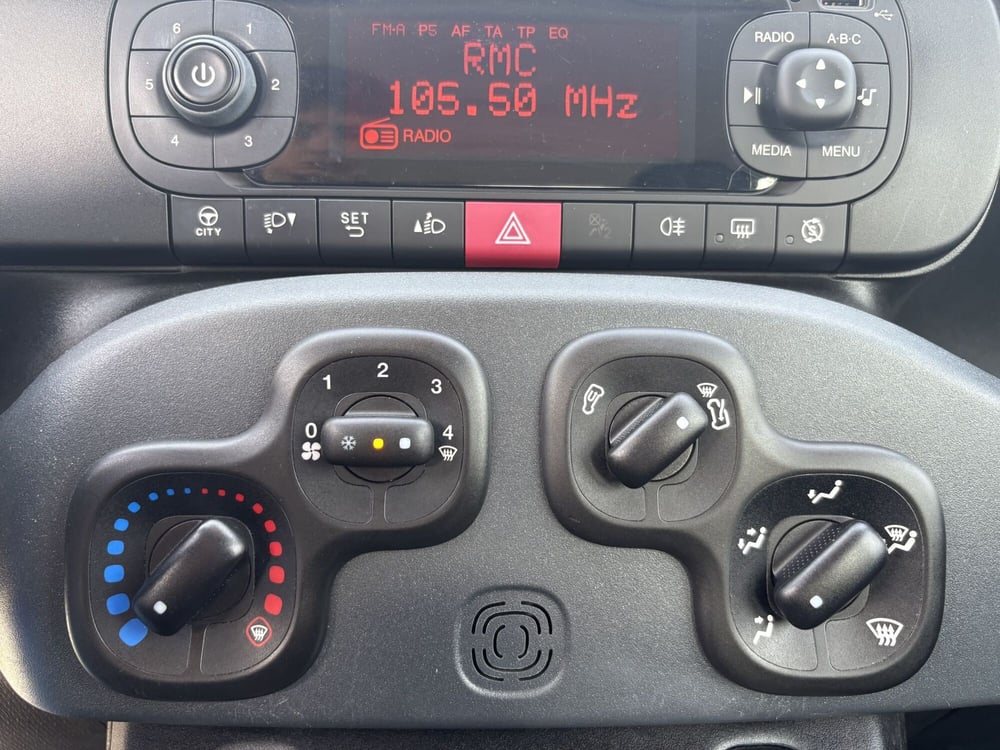 FM-A P5 AF TA TP EQ
RMC
105.50 MHz
RADIO
6 1
5 2
4 3
RADIO A·B·C
MEDIA MENU
CITY
SET
2
0 1 2 3 4